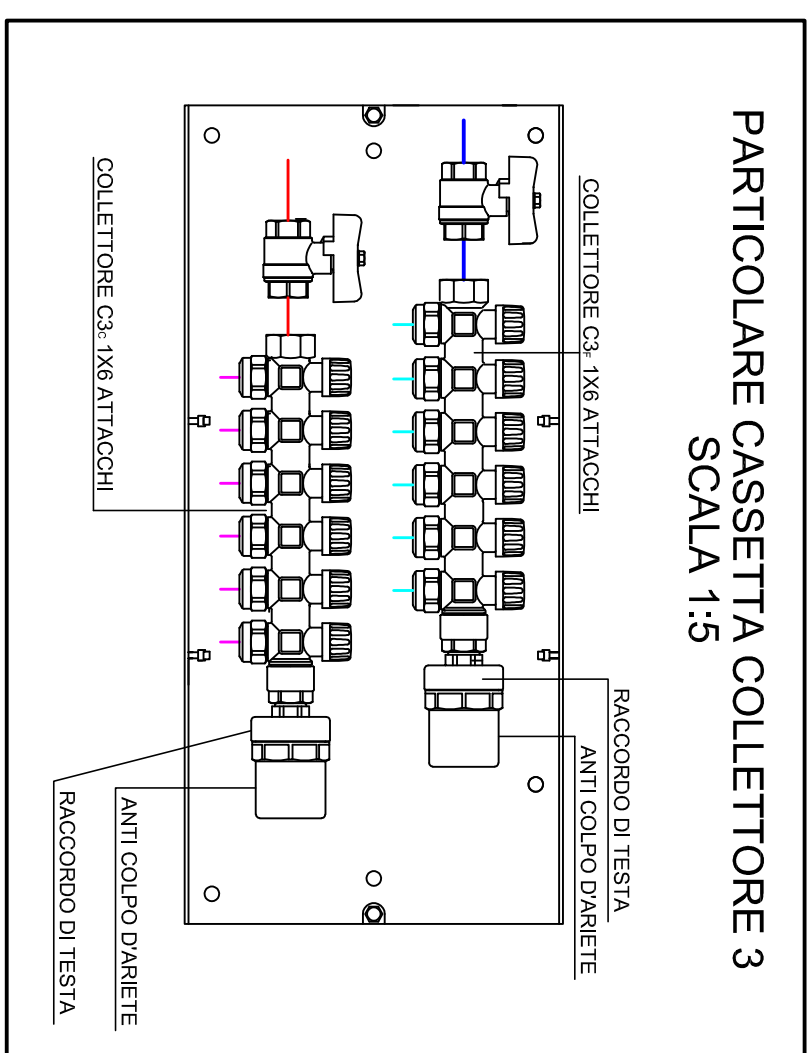 PARTICOLARE CASSETTA COLLETTORE 3
SCALA 1:5
RACCORDO DI TESTA
ANTI COLPO D'ARIETE
COLLETTORE C3F 1X6 ATTACCHI
COLLETTORE C3C 1X6 ATTACCHI
ANTI COLPO D'ARIETE
RACCORDO DI TESTA